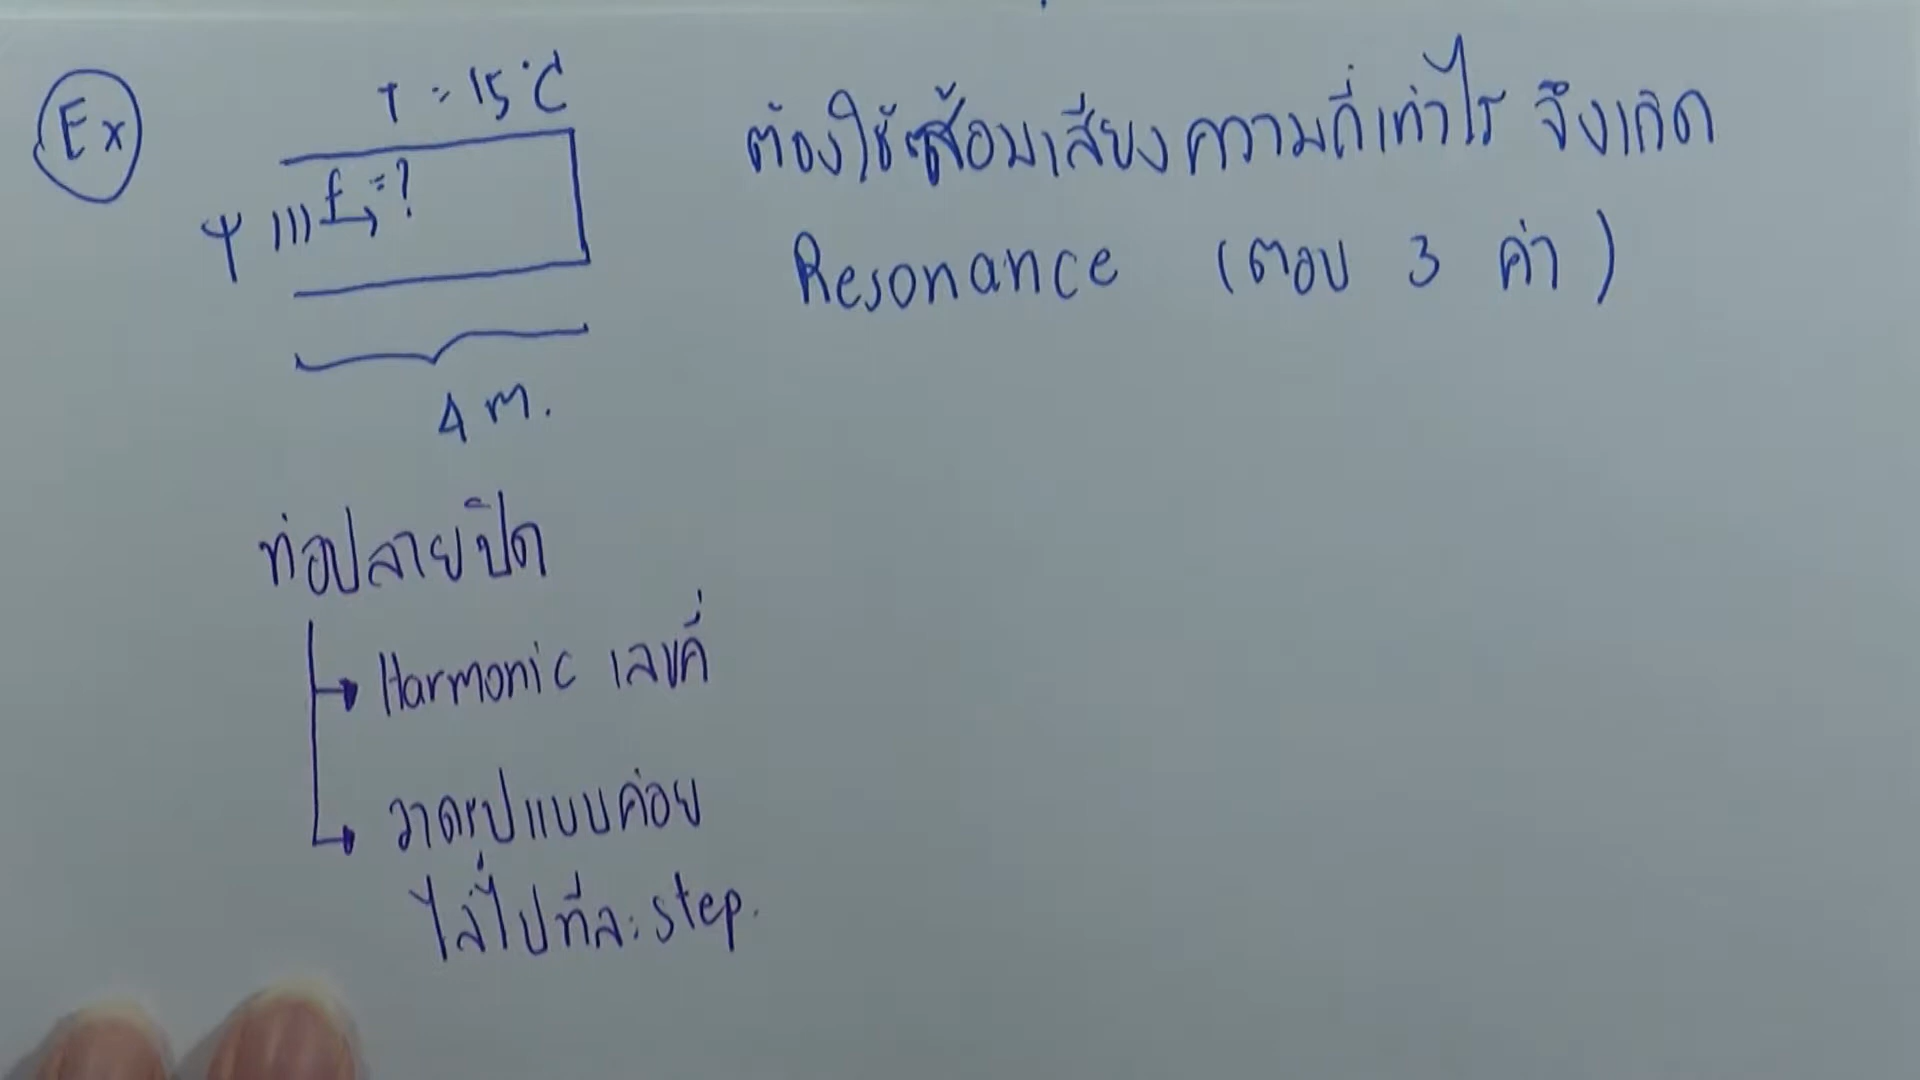 Ex
T = 15°C
f = ?
4 m.
ต้องใช้ส้อมเสียงความถี่เท่าไร จึงเกิด
Resonance (ตอบ 3 ค่า)
ท่อปลายปิด
Harmonic เลขคี่
วาดรูปแบบค่อย
ไล่ไปทีละ step.